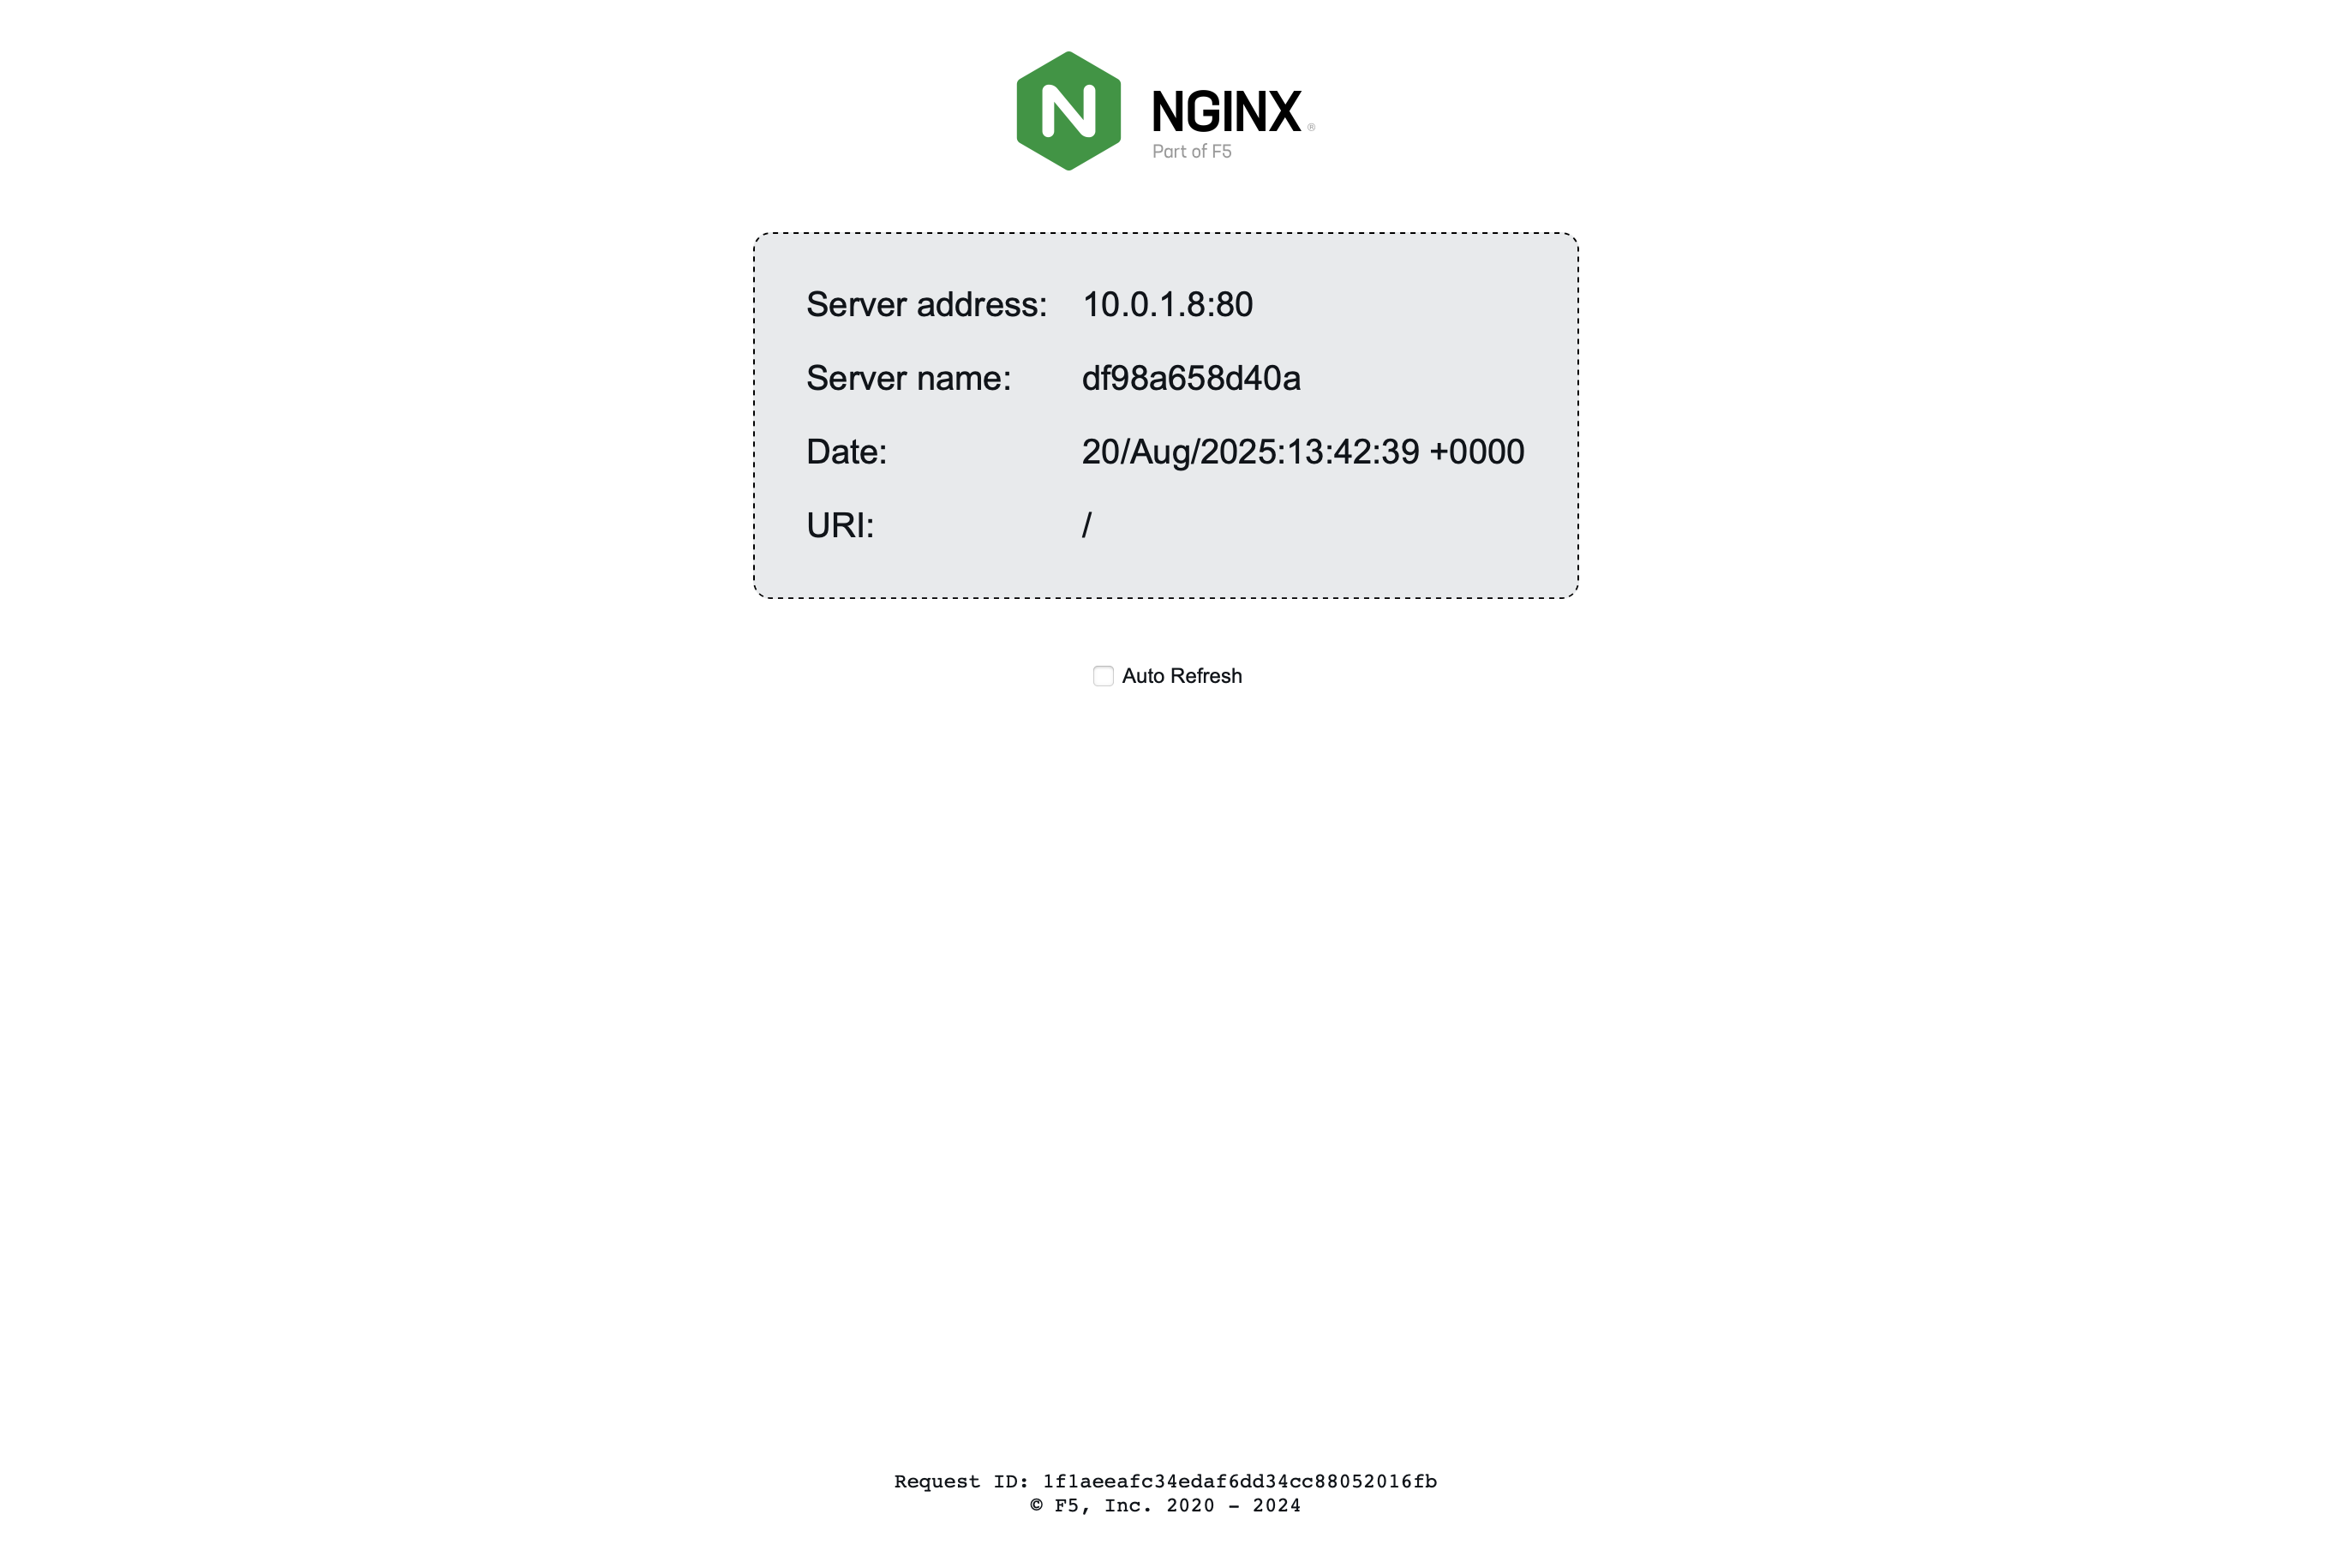 N NGINX ®
Part of F5
Server address: 10.0.1.8:80
Server name: df98a658d40a
Date: 20/Aug/2025:13:42:39 +0000
URI: /
Auto Refresh
Request ID: 1f1aeeafc34edaf6dd34cc88052016fb
© F5, Inc. 2020 - 2024